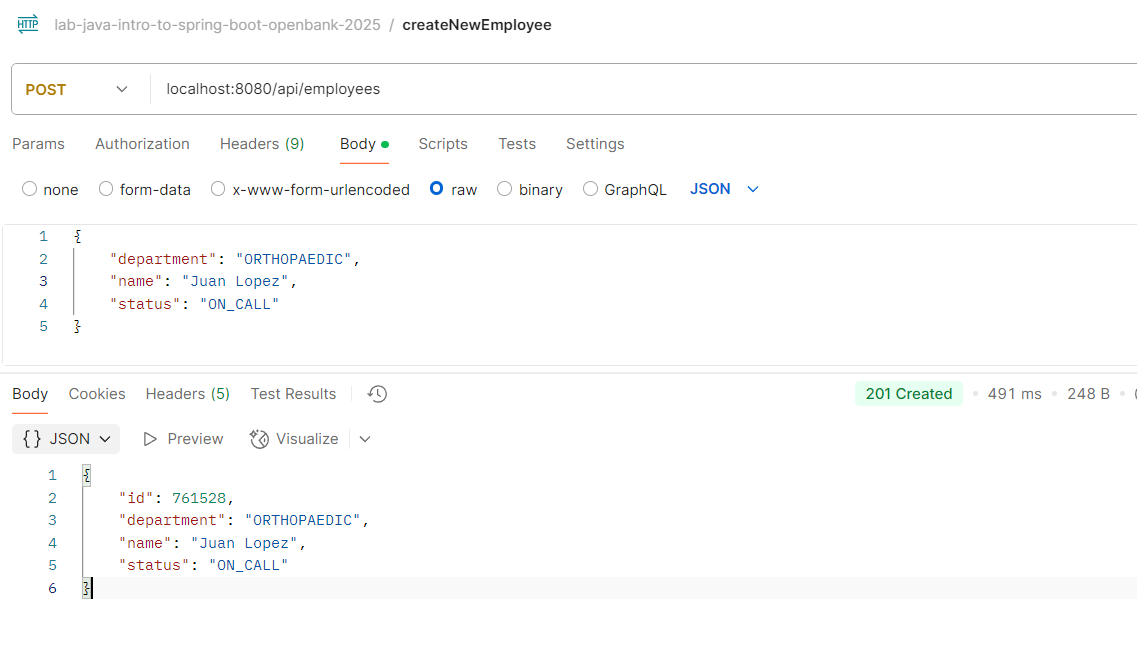 HTTP lab-java-intro-to-spring-boot-openbank-2025 / createNewEmployee
POST localhost:8080/api/employees
Params Authorization Headers (9) Body Scripts Tests Settings
none form-data x-www-form-urlencoded raw binary GraphQL JSON
1 {
2 "department": "ORTHOPAEDIC",
3 "name": "Juan Lopez",
4 "status": "ON_CALL"
5 }
Body Cookies Headers (5) Test Results 201 Created 491 ms 248 B
{} JSON Preview Visualize
1 {
2 "id": 761528,
3 "department": "ORTHOPAEDIC",
4 "name": "Juan Lopez",
5 "status": "ON_CALL"
6 }